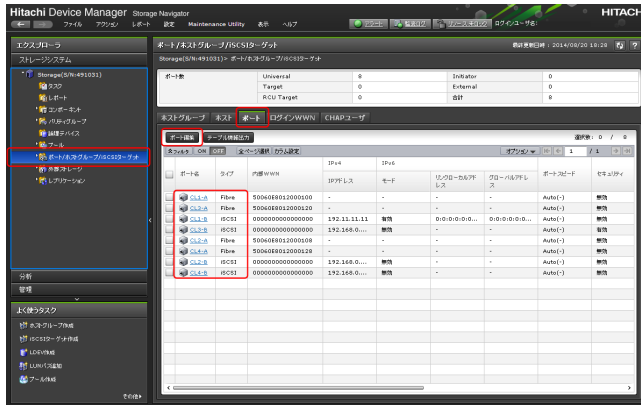 Hitachi Device Manager Storage Navigator
HITACHI
ファイル アクション レポート 設定 Maintenance Utility 表示 ヘルプ
ログインユーザ名:
エクスプローラ
ストレージシステム
Storage(S/N:491031)
タスク
レポート
コンポーネント
パリティグループ
論理デバイス
プール
ポート/ホストグループ/iSCSIターゲット
外部ストレージ
レプリケーション
分析
管理
よく使うタスク
ホストグループ作成
iSCSIターゲット作成
LDEV作成
LUNパス追加
プール作成
その他
ポート/ホストグループ/iSCSIターゲット
最終更新日時 : 2014/08/20 18:28
Storage(S/N:491031)> ポート/ホストグループ/iSCSIターゲット
ポート数 Universal 8 Initiator 0
Target 0 External 0
RCU Target 0 合計 8
ホストグループ ホスト ポート ログインWWN CHAPユーザ
ポート編集 テーブル情報出力 選択数: 0 / 8
フィルタ ON OFF 全ページ選択 カラム設定 オプション 1 / 1
ポート名 タイプ 内部WWN IPv4 IPv6 ポートスピード セキュリティ
IPアドレス モード リンクローカルアドレス グローバルアドレス
CL1-A Fibre 50060E8012000100 - - - - Auto(-) 無効
CL3-A Fibre 50060E8012000120 - - - - Auto(-) 無効
CL1-B iSCSI 0000000000000000 192.11.11.11 有効 0:0:0:0:0:0... 0:0:0:0:0... Auto(-) 無効
CL3-B iSCSI 0000000000000000 192.168.0.... 無効 - - Auto(-) 有効
CL2-A Fibre 50060E8012000108 - - - - Auto(-) 無効
CL4-A Fibre 50060E8012000128 - - - - Auto(-) 無効
CL2-B iSCSI 0000000000000000 192.168.0.... 無効 - - Auto(-) 無効
CL4-B iSCSI 0000000000000000 192.168.0.... 無効 - - Auto(-) 無効